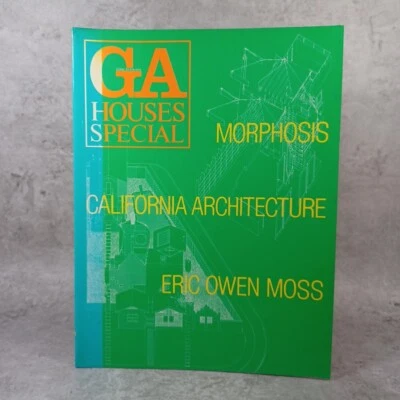 GA
HOUSES
SPECIAL
MORPHOSIS
CALIFORNIA ARCHITECTURE
ERIC OWEN MOSS